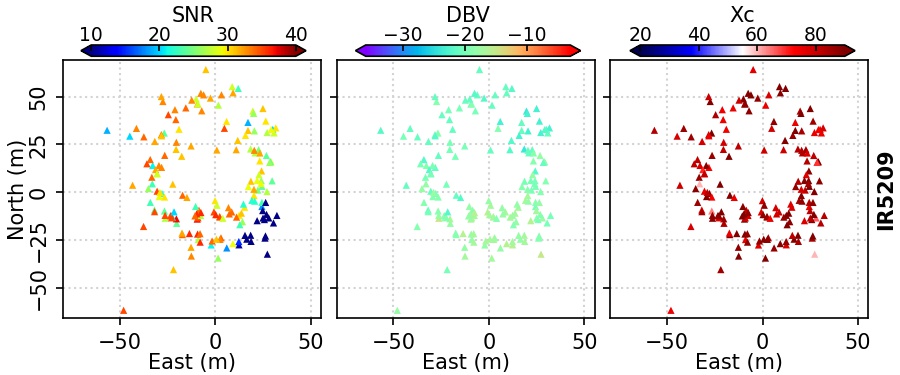 SNR DBV Xc
10 20 30 40 −30 −20 −10 20 40 60 80
North (m)
50
25
0
−25
−50
−50 0 50 −50 0 50 −50 0 50
East (m) East (m) East (m)
IR5209